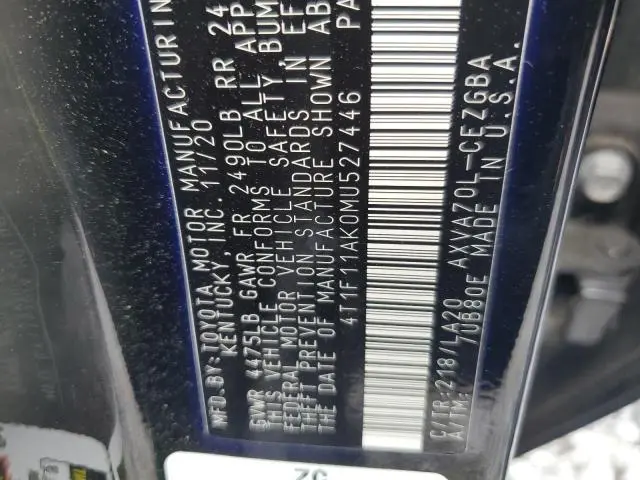 MFD.BY:TOYOTA MOTOR MANUFACTURIN
KENTUCKY, INC. 11/20
GVWR 4475LB GAWR FR 2490LB RR 24
THIS VEHICLE CONFORMS TO ALL APP
FEDERAL MOTOR VEHICLE SAFETY, BUM
THEFT PREVENTION STANDARDS IN EF
THE DATE OF MANUFACTURE SHOWN AB
4T1F11AK0MU527446 PA
C/TR:218/LA20 AXVA70L-CEZGBA
A/TM: /UB80E MADE IN U.S.A.